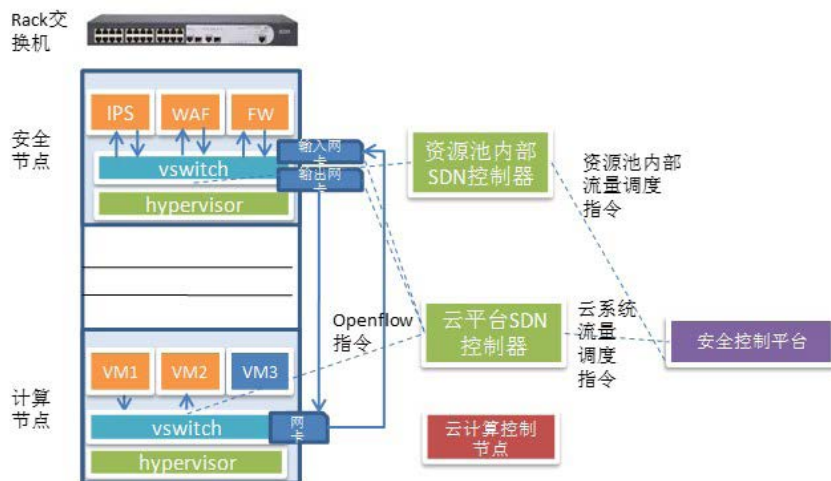 Rack交
换机
IPS
WAF
FW
安全
节点
输入网
卡
vswitch
输出网
卡
hypervisor
资源池内部
SDN控制器
资源池内部
流量调度
指令
Openflow
指令
云平台SDN
控制器
云系统
流量
调度
指令
安全控制平台
VM1
VM2
VM3
计算
节点
vswitch
网
卡
hypervisor
云计算控制
节点